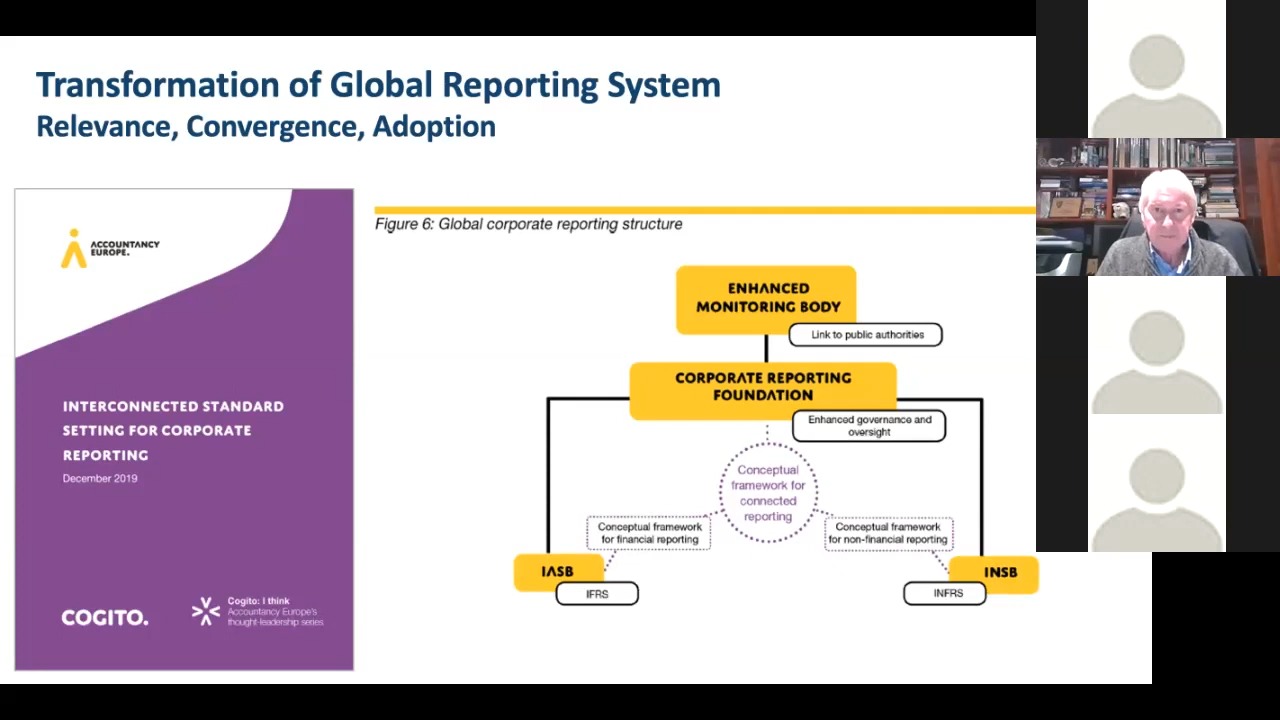 Transformation of Global Reporting System
Relevance, Convergence, Adoption
ACCOUNTANCY
EUROPE.
INTERCONNECTED STANDARD
SETTING FOR CORPORATE
REPORTING
December 2019
COGITO.
Cogito: I think
Accountancy Europe's
thought-leadership series
Figure 6: Global corporate reporting structure
ENHANCED
MONITORING BODY
Link to public authorities
CORPORATE REPORTING
FOUNDATION
Enhanced governance and
oversight
Conceptual
framework for
connected
reporting
Conceptual framework
for financial reporting
Conceptual framework
for non-financial reporting
IASB
IFRS
INSB
INFRS